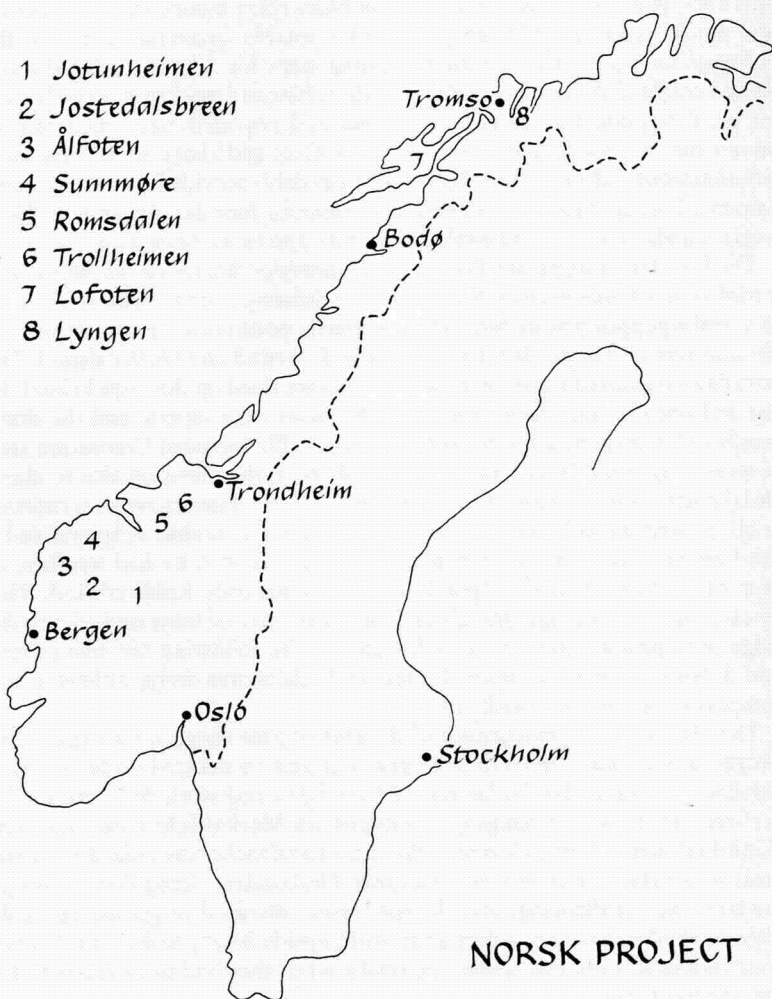 1 Jotunheimen
2 Jostedalsbreen
3 Ålfoten
4 Sunnmøre
5 Romsdalen
6 Trollheimen
7 Lofoten
8 Lyngen
Tromso
8
7
Bodø
Trondheim
6
5
4
3
2
1
Bergen
Oslo
Stockholm
NORSK PROJECT